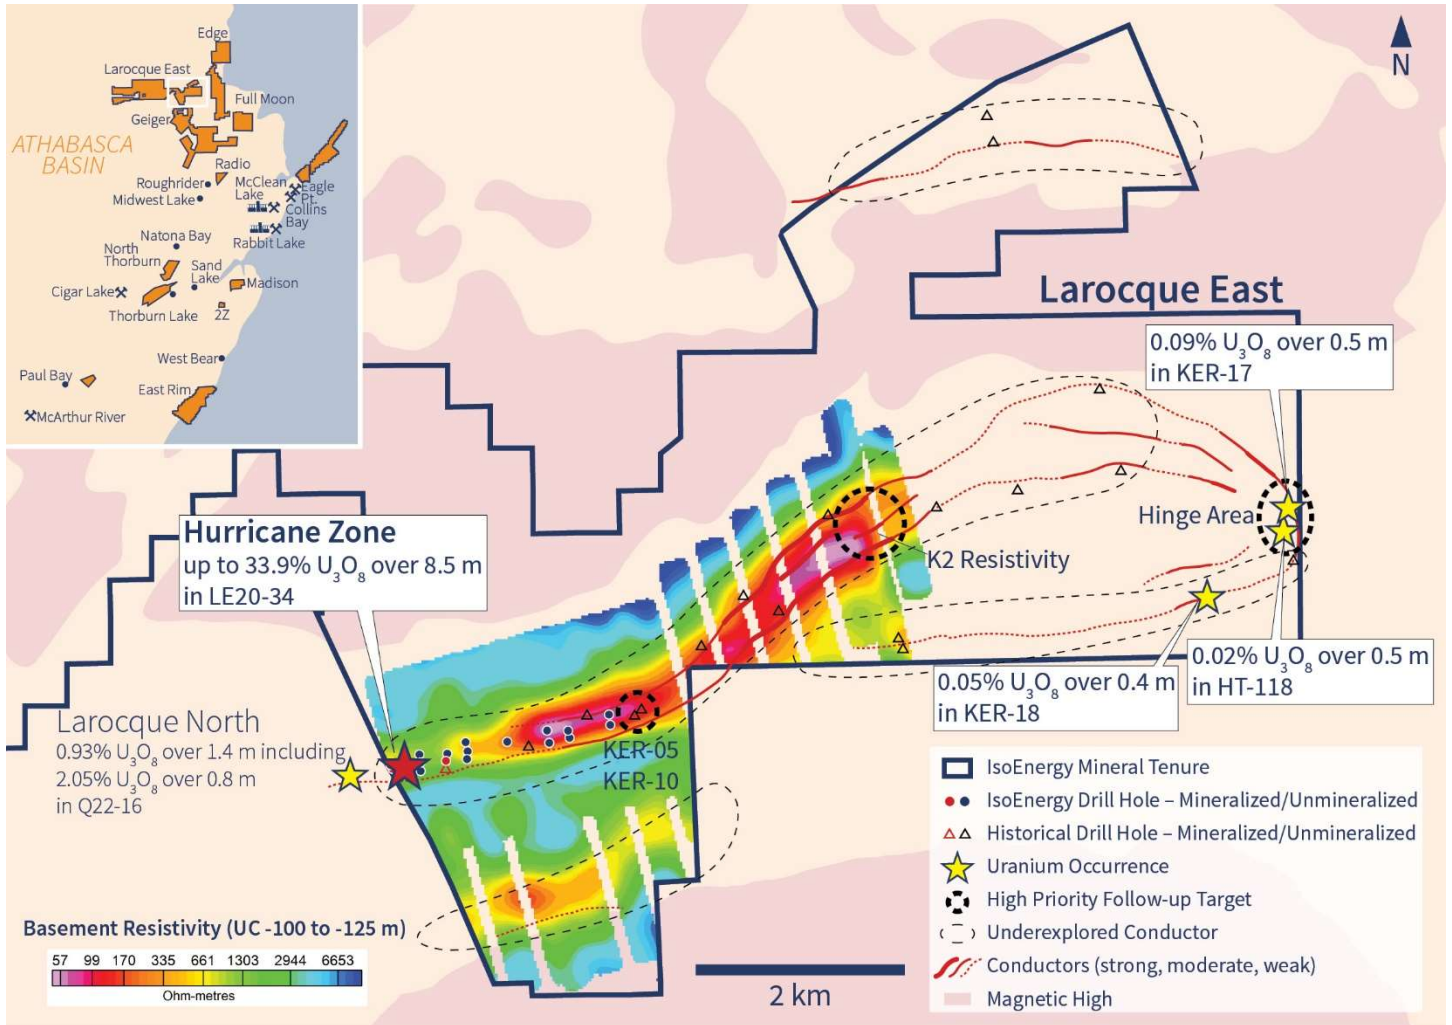 Edge
Larocque East
Full Moon
Geiger
ATHABASCA
BASIN
Radio
Roughrider
McClean
Lake
Eagle
Pt.
Midwest Lake
Collins
Bay
Rabbit Lake
Natona Bay
North
Thorburn
Sand
Lake
Cigar Lake
Madison
Thorburn Lake
2Z
West Bear
Paul Bay
East Rim
McArthur River
N
Larocque East
0.09% U3O8 over 0.5 m
in KER-17
Hurricane Zone
up to 33.9% U3O8 over 8.5 m
in LE20-34
Hinge Area
K2 Resistivity
0.02% U3O8 over 0.5 m
in HT-118
0.05% U3O8 over 0.4 m
in KER-18
Larocque North
0.93% U3O8 over 1.4 m including
2.05% U3O8 over 0.8 m
in Q22-16
KER-05
KER-10
IsoEnergy Mineral Tenure
IsoEnergy Drill Hole – Mineralized/Unmineralized
Historical Drill Hole – Mineralized/Unmineralized
Uranium Occurrence
High Priority Follow-up Target
Underexplored Conductor
Conductors (strong, moderate, weak)
Magnetic High
Basement Resistivity (UC -100 to -125 m)
57 99 170 335 661 1303 2944 6653
Ohm-metres
2 km